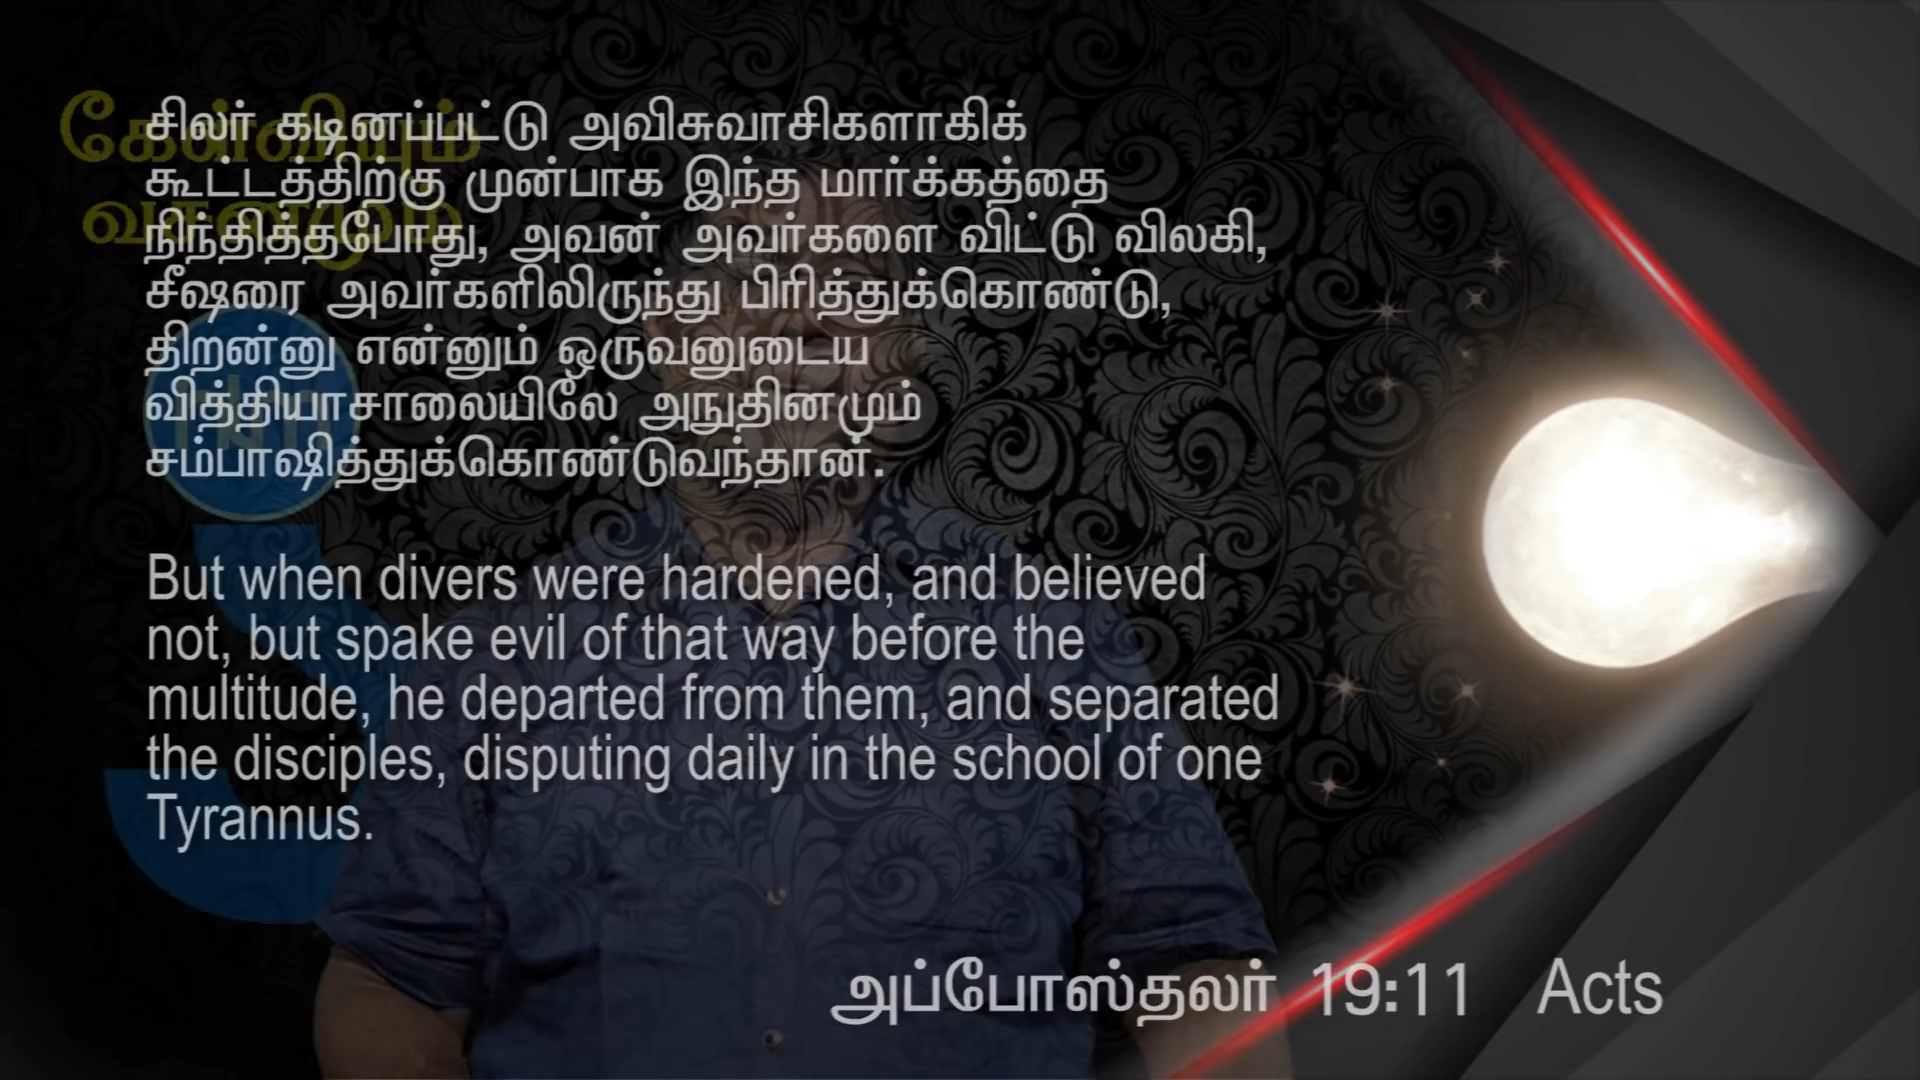 கேள்வியும்
வசனமும்
சிலர் கடினப்பட்டு அவிசுவாசிகளாகிக்
கூட்டத்திற்கு முன்பாக இந்த மார்க்கத்தை
நிந்தித்தபோது, அவன் அவர்களை விட்டு விலகி,
சீஷரை அவர்களிலிருந்து பிரித்துக்கொண்டு,
திறன்னு என்னும் ஒருவனுடைய
வித்தியாசாலையிலே அநுதினமும்
சம்பாஷித்துக்கொண்டுவந்தான்.
But when divers were hardened, and believed
not, but spake evil of that way before the
multitude, he departed from them, and separated
the disciples, disputing daily in the school of one
Tyrannus.
அப்போஸ்தலர் 19:11 Acts